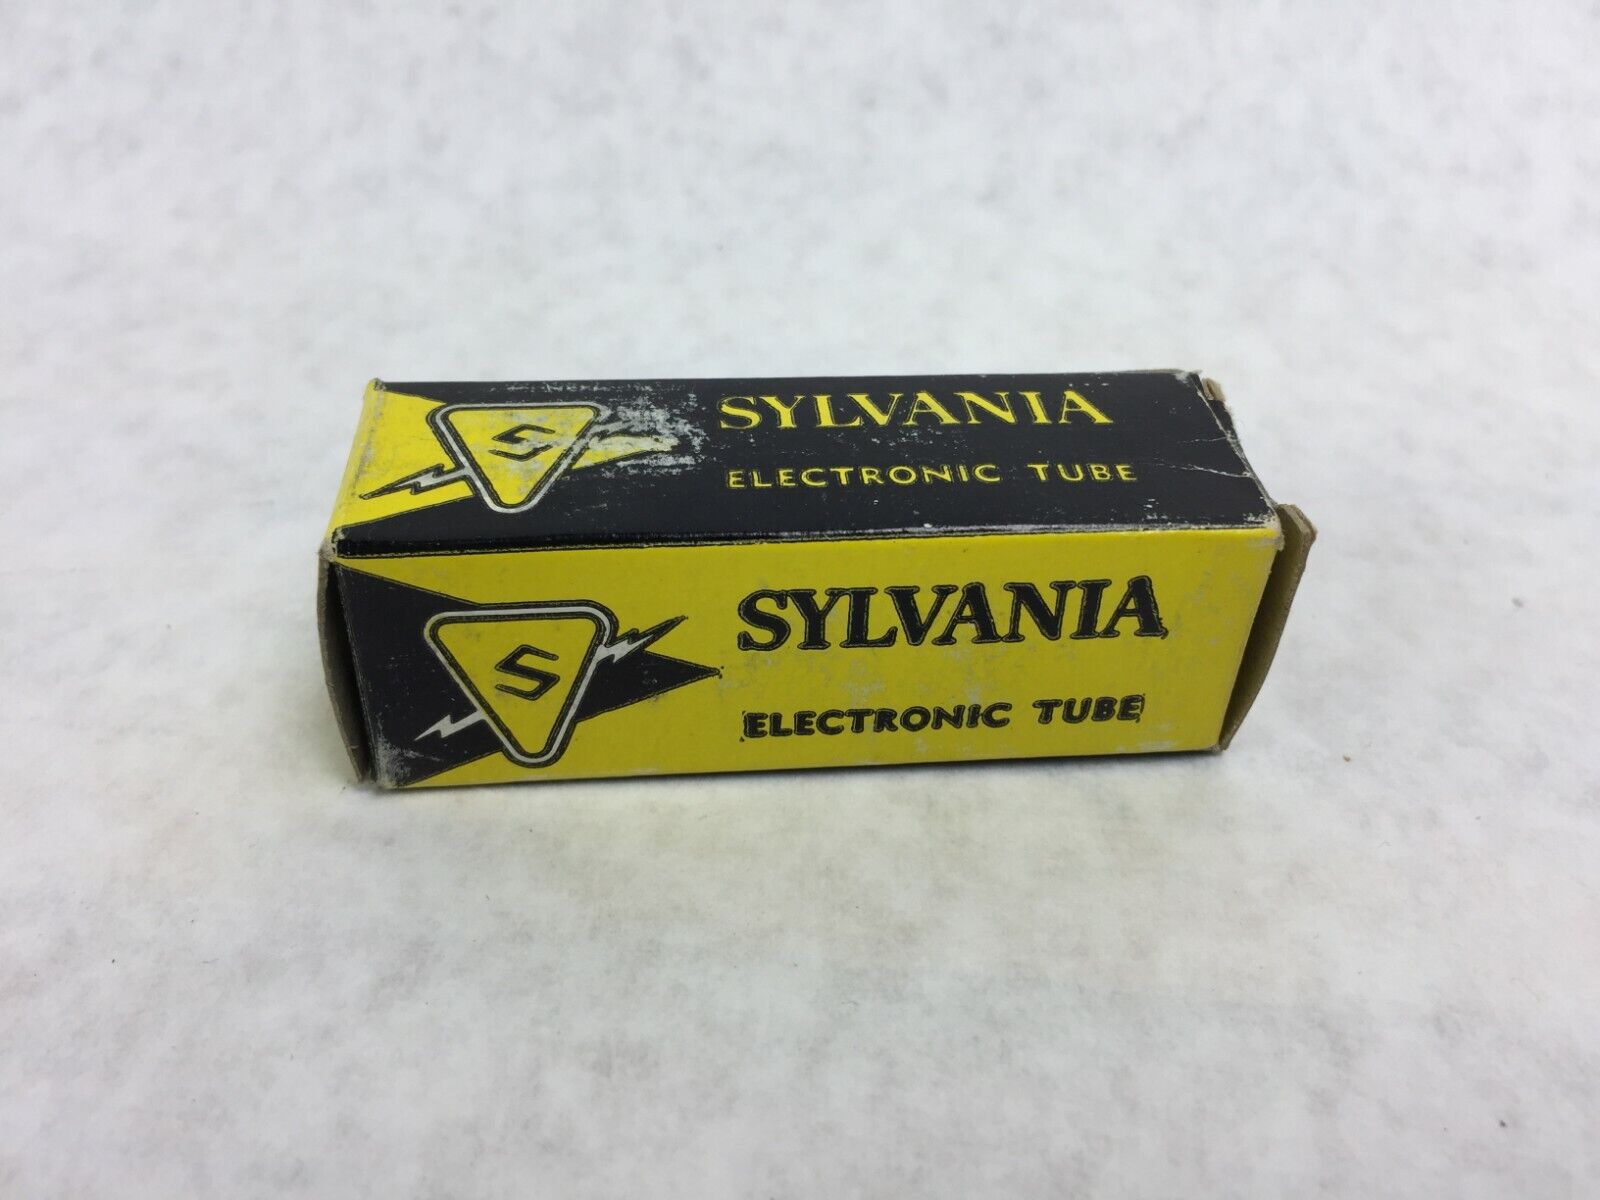 S
SYLVANIA
ELECTRONIC TUBE
S
SYLVANIA
ELECTRONIC TUBE